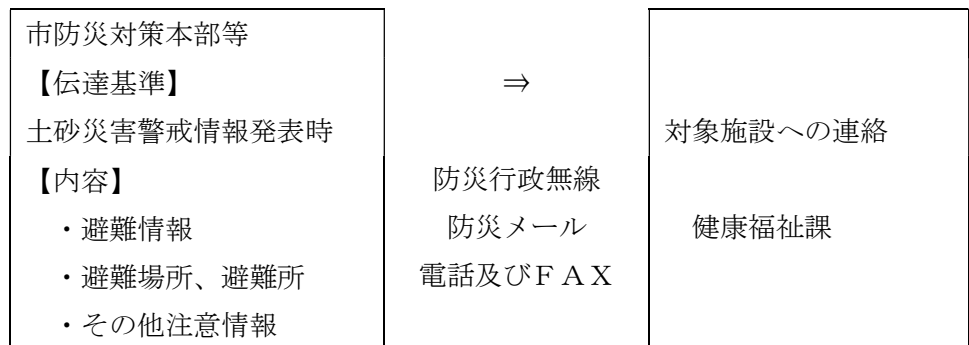 市防災対策本部等
【伝達基準】
土砂災害警戒情報発表時
【内容】
・避難情報
・避難場所、避難所
・その他注意情報
⇒
防災行政無線
防災メール
電話及びＦＡＸ
対象施設への連絡
健康福祉課